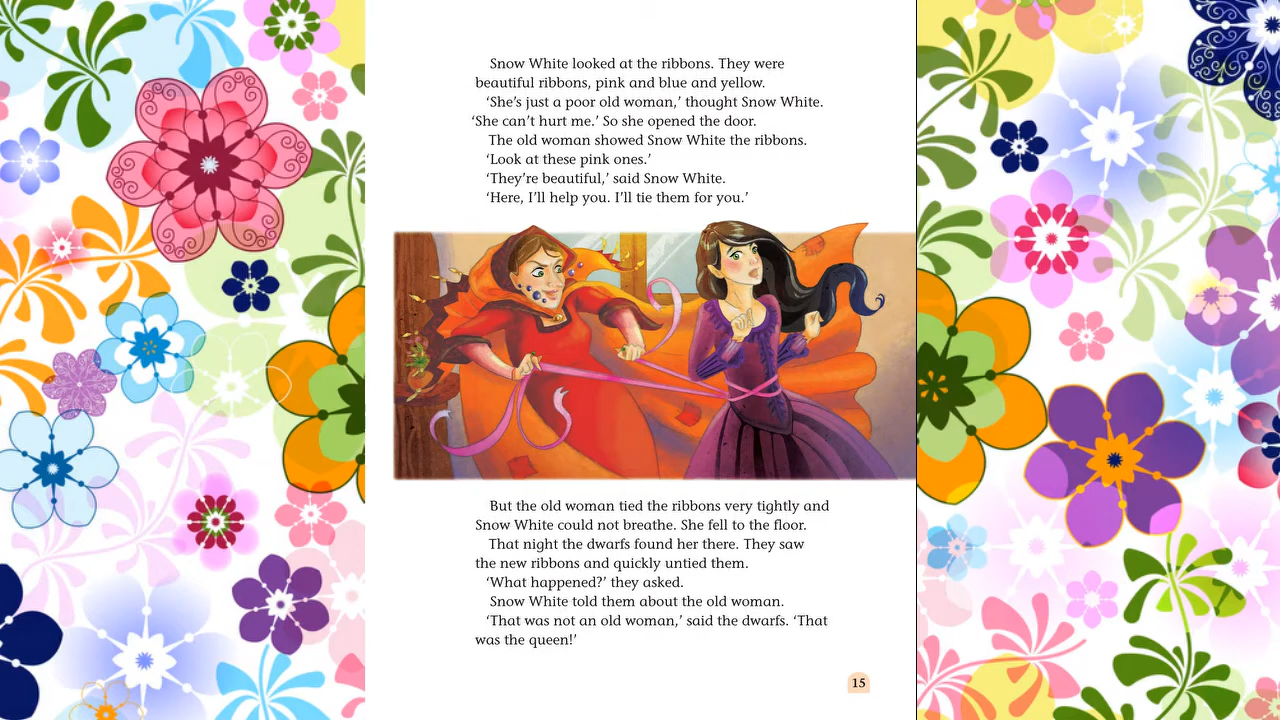 Snow White looked at the ribbons. They were
beautiful ribbons, pink and blue and yellow.
‘She’s just a poor old woman,’ thought Snow White.
‘She can’t hurt me.’ So she opened the door.
The old woman showed Snow White the ribbons.
‘Look at these pink ones.’
‘They’re beautiful,’ said Snow White.
‘Here, I’ll help you. I’ll tie them for you.’
But the old woman tied the ribbons very tightly and
Snow White could not breathe. She fell to the floor.
That night the dwarfs found her there. They saw
the new ribbons and quickly untied them.
‘What happened?’ they asked.
Snow White told them about the old woman.
‘That was not an old woman,’ said the dwarfs. ‘That
was the queen!’
15